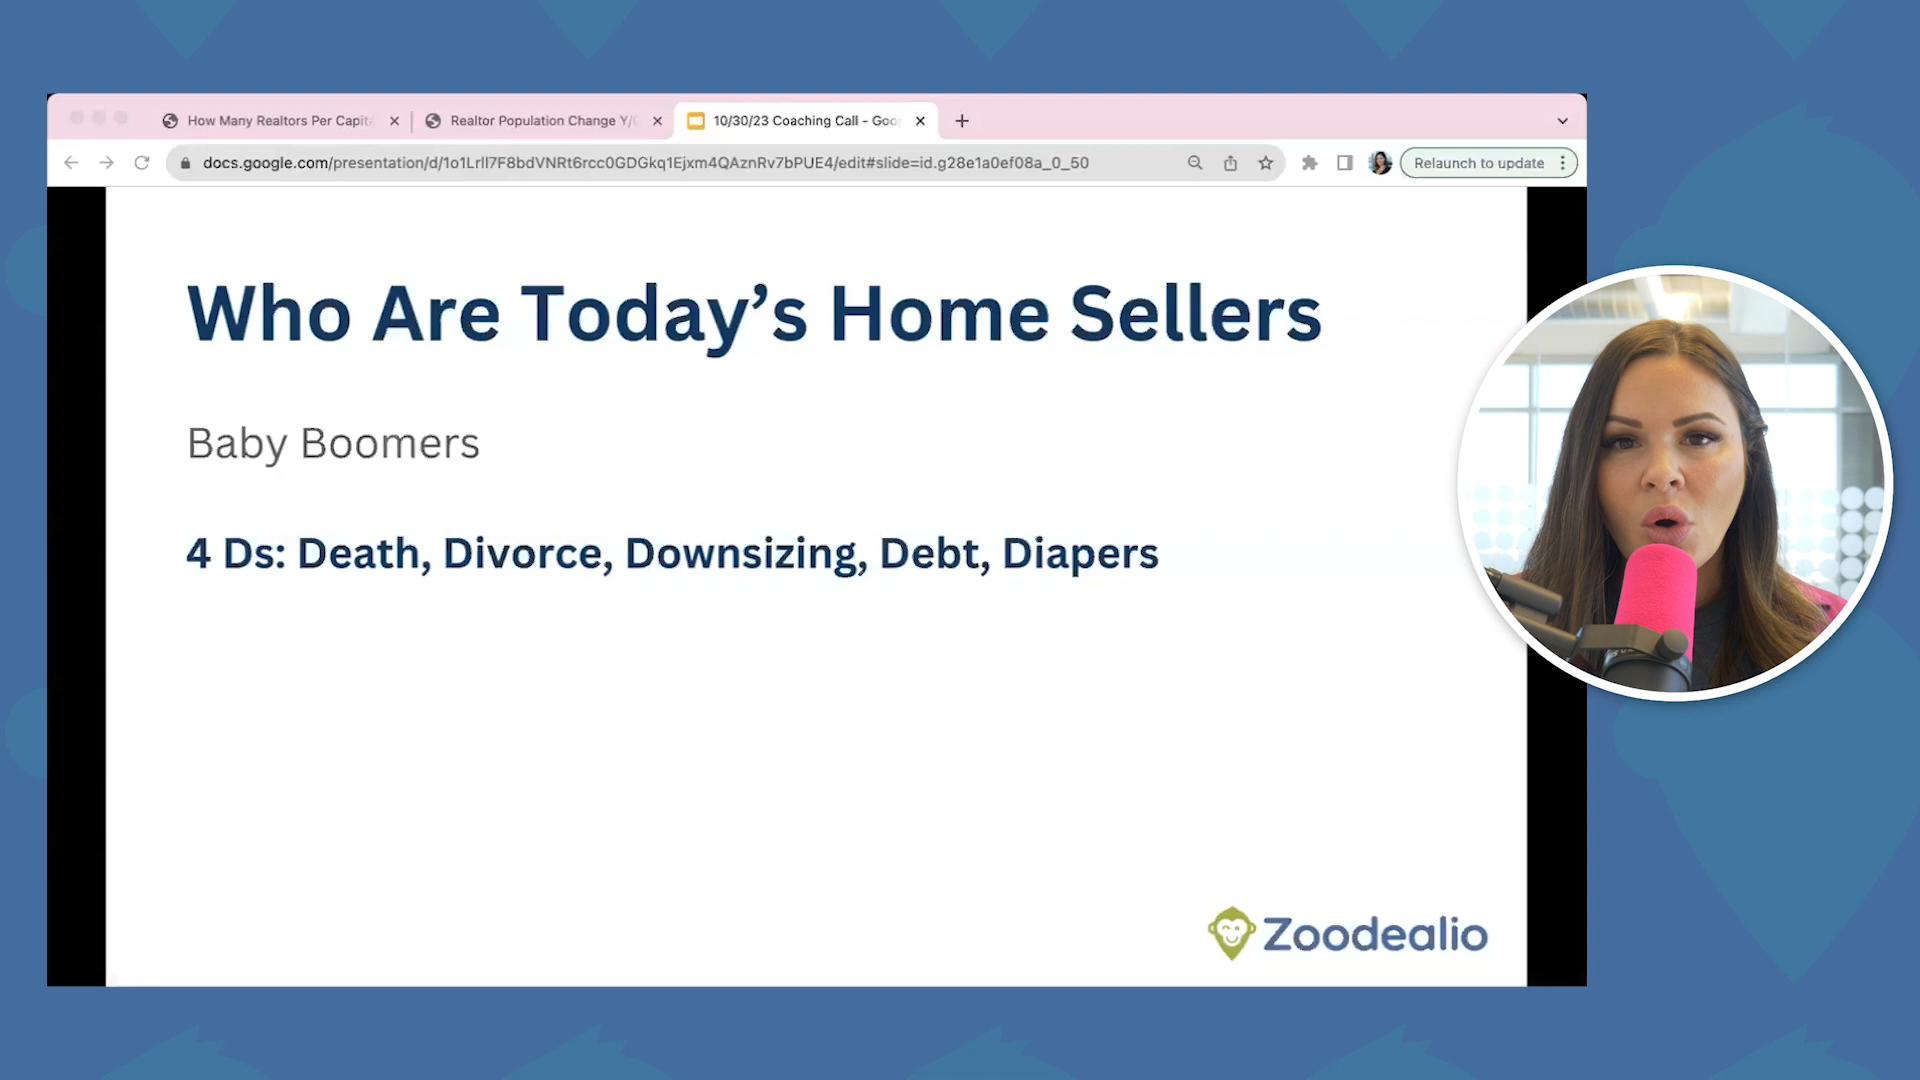 How Many Realtors Per Capit
Realtor Population Change Y/
10/30/23 Coaching Call - Goo
docs.google.com/presentation/d/1o1Lrll7F8bdVNRt6rcc0GDGkq1Ejxm4QAznRv7bPUE4/edit#slide=id.g28e1a0ef08a_0_50
Relaunch to update
Who Are Today’s Home Sellers
Baby Boomers
4 Ds: Death, Divorce, Downsizing, Debt, Diapers
Zoodealio